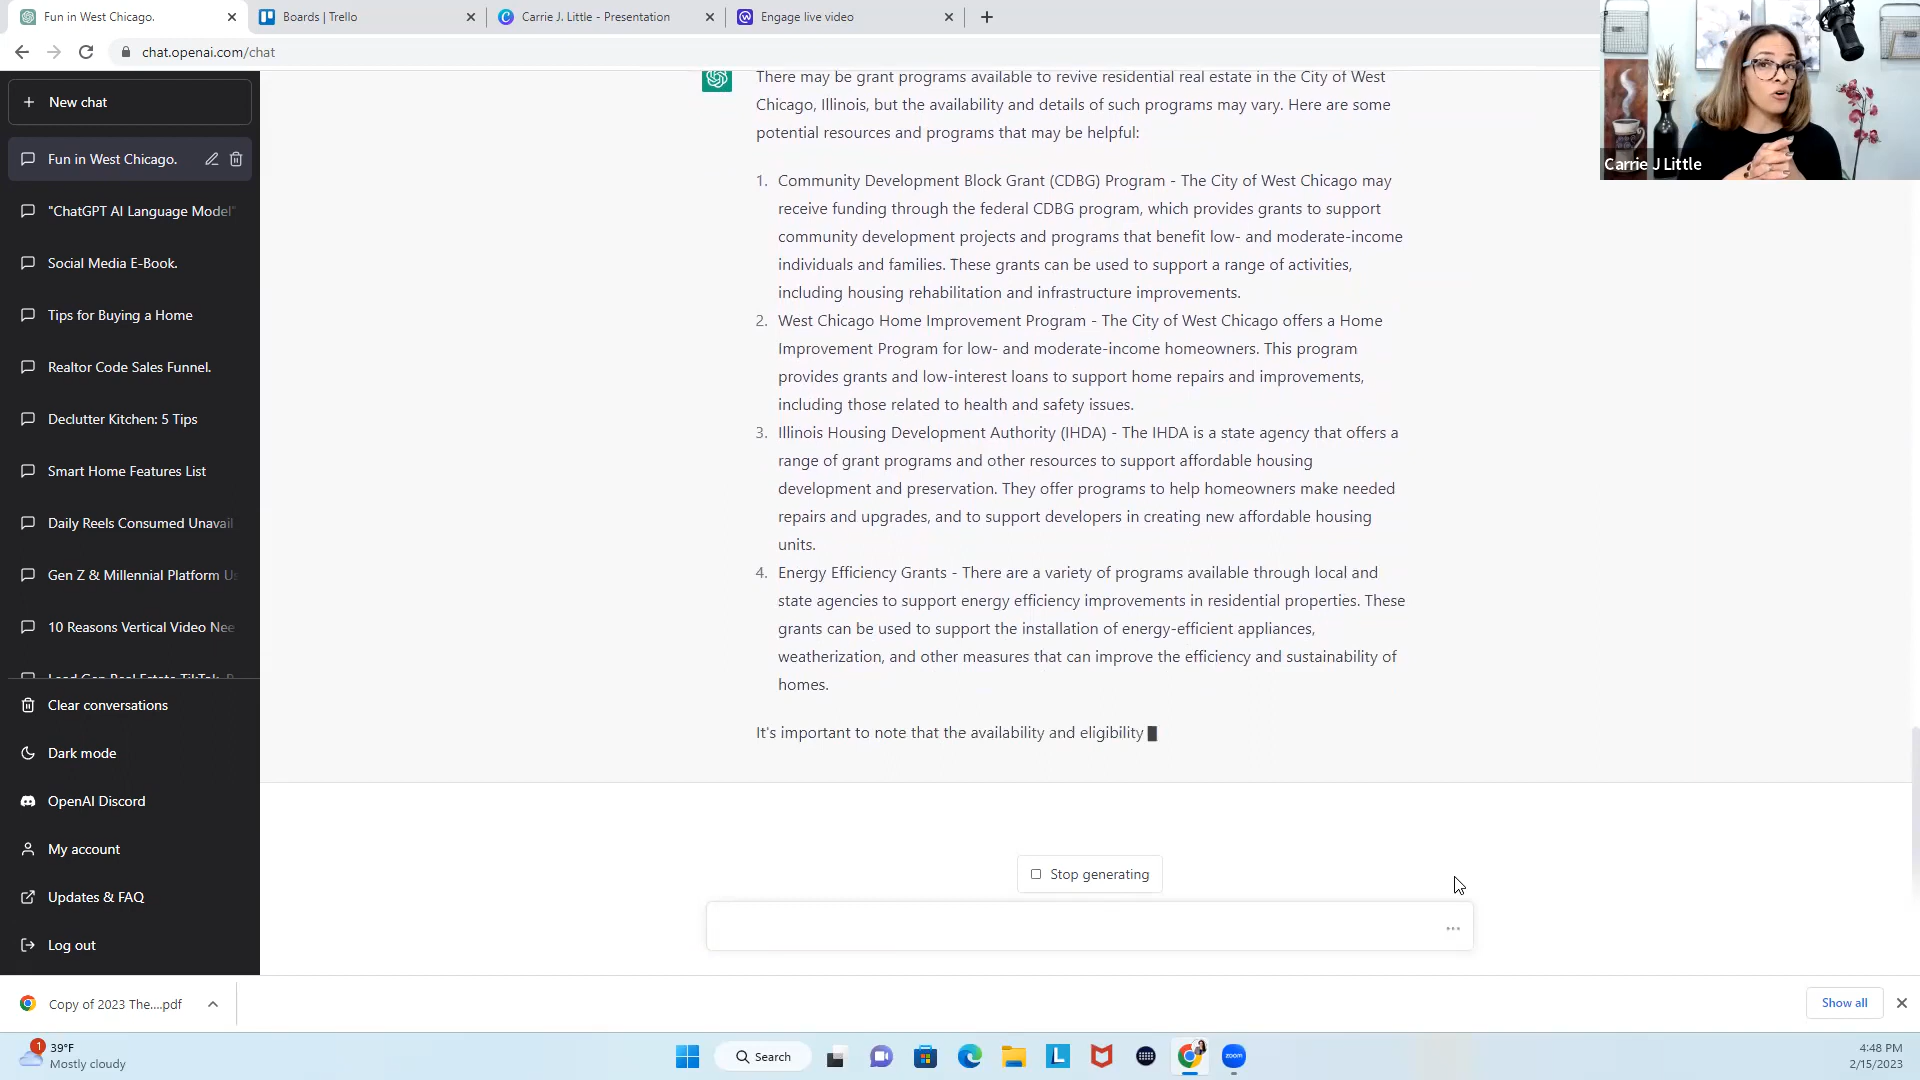 Fun in West Chicago.
Boards | Trello
Carrie J. Little - Presentation
Engage live video
chat.openai.com/chat
New chat
Fun in West Chicago.
"ChatGPT AI Language Model"
Social Media E-Book.
Tips for Buying a Home
Realtor Code Sales Funnel.
Declutter Kitchen: 5 Tips
Smart Home Features List
Daily Reels Consumed Unavail
Gen Z & Millennial Platform U
10 Reasons Vertical Video Nee
Clear conversations
Dark mode
OpenAI Discord
My account
Updates & FAQ
Log out
There may be grant programs available to revive residential real estate in the City of West
Chicago, Illinois, but the availability and details of such programs may vary. Here are some
potential resources and programs that may be helpful:
1. Community Development Block Grant (CDBG) Program - The City of West Chicago may
receive funding through the federal CDBG program, which provides grants to support
community development projects and programs that benefit low- and moderate-income
individuals and families. These grants can be used to support a range of activities,
including housing rehabilitation and infrastructure improvements.
2. West Chicago Home Improvement Program - The City of West Chicago offers a Home
Improvement Program for low- and moderate-income homeowners. This program
provides grants and low-interest loans to support home repairs and improvements,
including those related to health and safety issues.
3. Illinois Housing Development Authority (IHDA) - The IHDA is a state agency that offers a
range of grant programs and other resources to support affordable housing
development and preservation. They offer programs to help homeowners make needed
repairs and upgrades, and to support developers in creating new affordable housing
units.
4. Energy Efficiency Grants - There are a variety of programs available through local and
state agencies to support energy efficiency improvements in residential properties. These
grants can be used to support the installation of energy-efficient appliances,
weatherization, and other measures that can improve the efficiency and sustainability of
homes.
It's important to note that the availability and eligibility
Stop generating
Carrie J Little
Copy of 2023 The....pdf
Show all
1
39°F
Mostly cloudy
Search
L
zoom
4:48 PM
2/15/2023